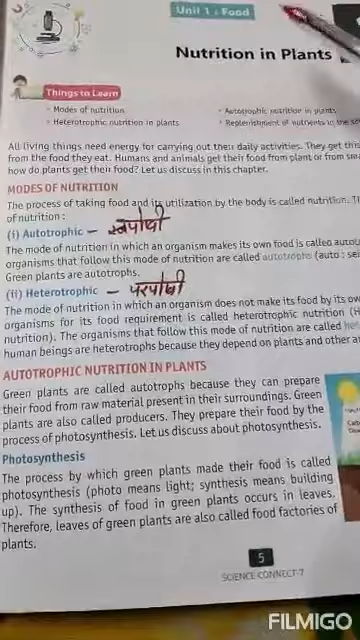 Unit 1 : Food
Nutrition in Plants
Things to Learn
• Modes of nutrition
• Autotrophic nutrition in plants
• Heterotrophic nutrition in plants
• Replenishment of nutrients in the
All living things need energy for carrying out their daily activities. They get this
from the food they eat. Humans and animals get their food from plant or from
how do plants get their food? Let us discuss in this chapter.
MODES OF NUTRITION
The process of taking food and its utilization by the body is called nutrition.
of nutrition :
(i) Autotrophic – स्वपोषी
The mode of nutrition in which an organism makes its own food is called
organisms that follow this mode of nutrition are called autotrophs (auto :
Green plants are autotrophs.
(ii) Heterotrophic – परपोषी
The mode of nutrition in which an organism does not make its food by its
organisms for its food requirement is called heterotrophic nutrition
nutrition). The organisms that follow this mode of nutrition are called
human beings are heterotrophs because they depend on plants and other
AUTOTROPHIC NUTRITION IN PLANTS
Green plants are called autotrophs because they can prepare
their food from raw material present in their surroundings. Green
plants are also called producers. They prepare their food by the
process of photosynthesis. Let us discuss about photosynthesis.
Photosynthesis
The process by which green plants made their food is called
photosynthesis (photo means light; synthesis means building
up). The synthesis of food in green plants occurs in leaves.
Therefore, leaves of green plants are also called food factories of
plants.
5
SCIENCE CONNECT-7
FILMIGO